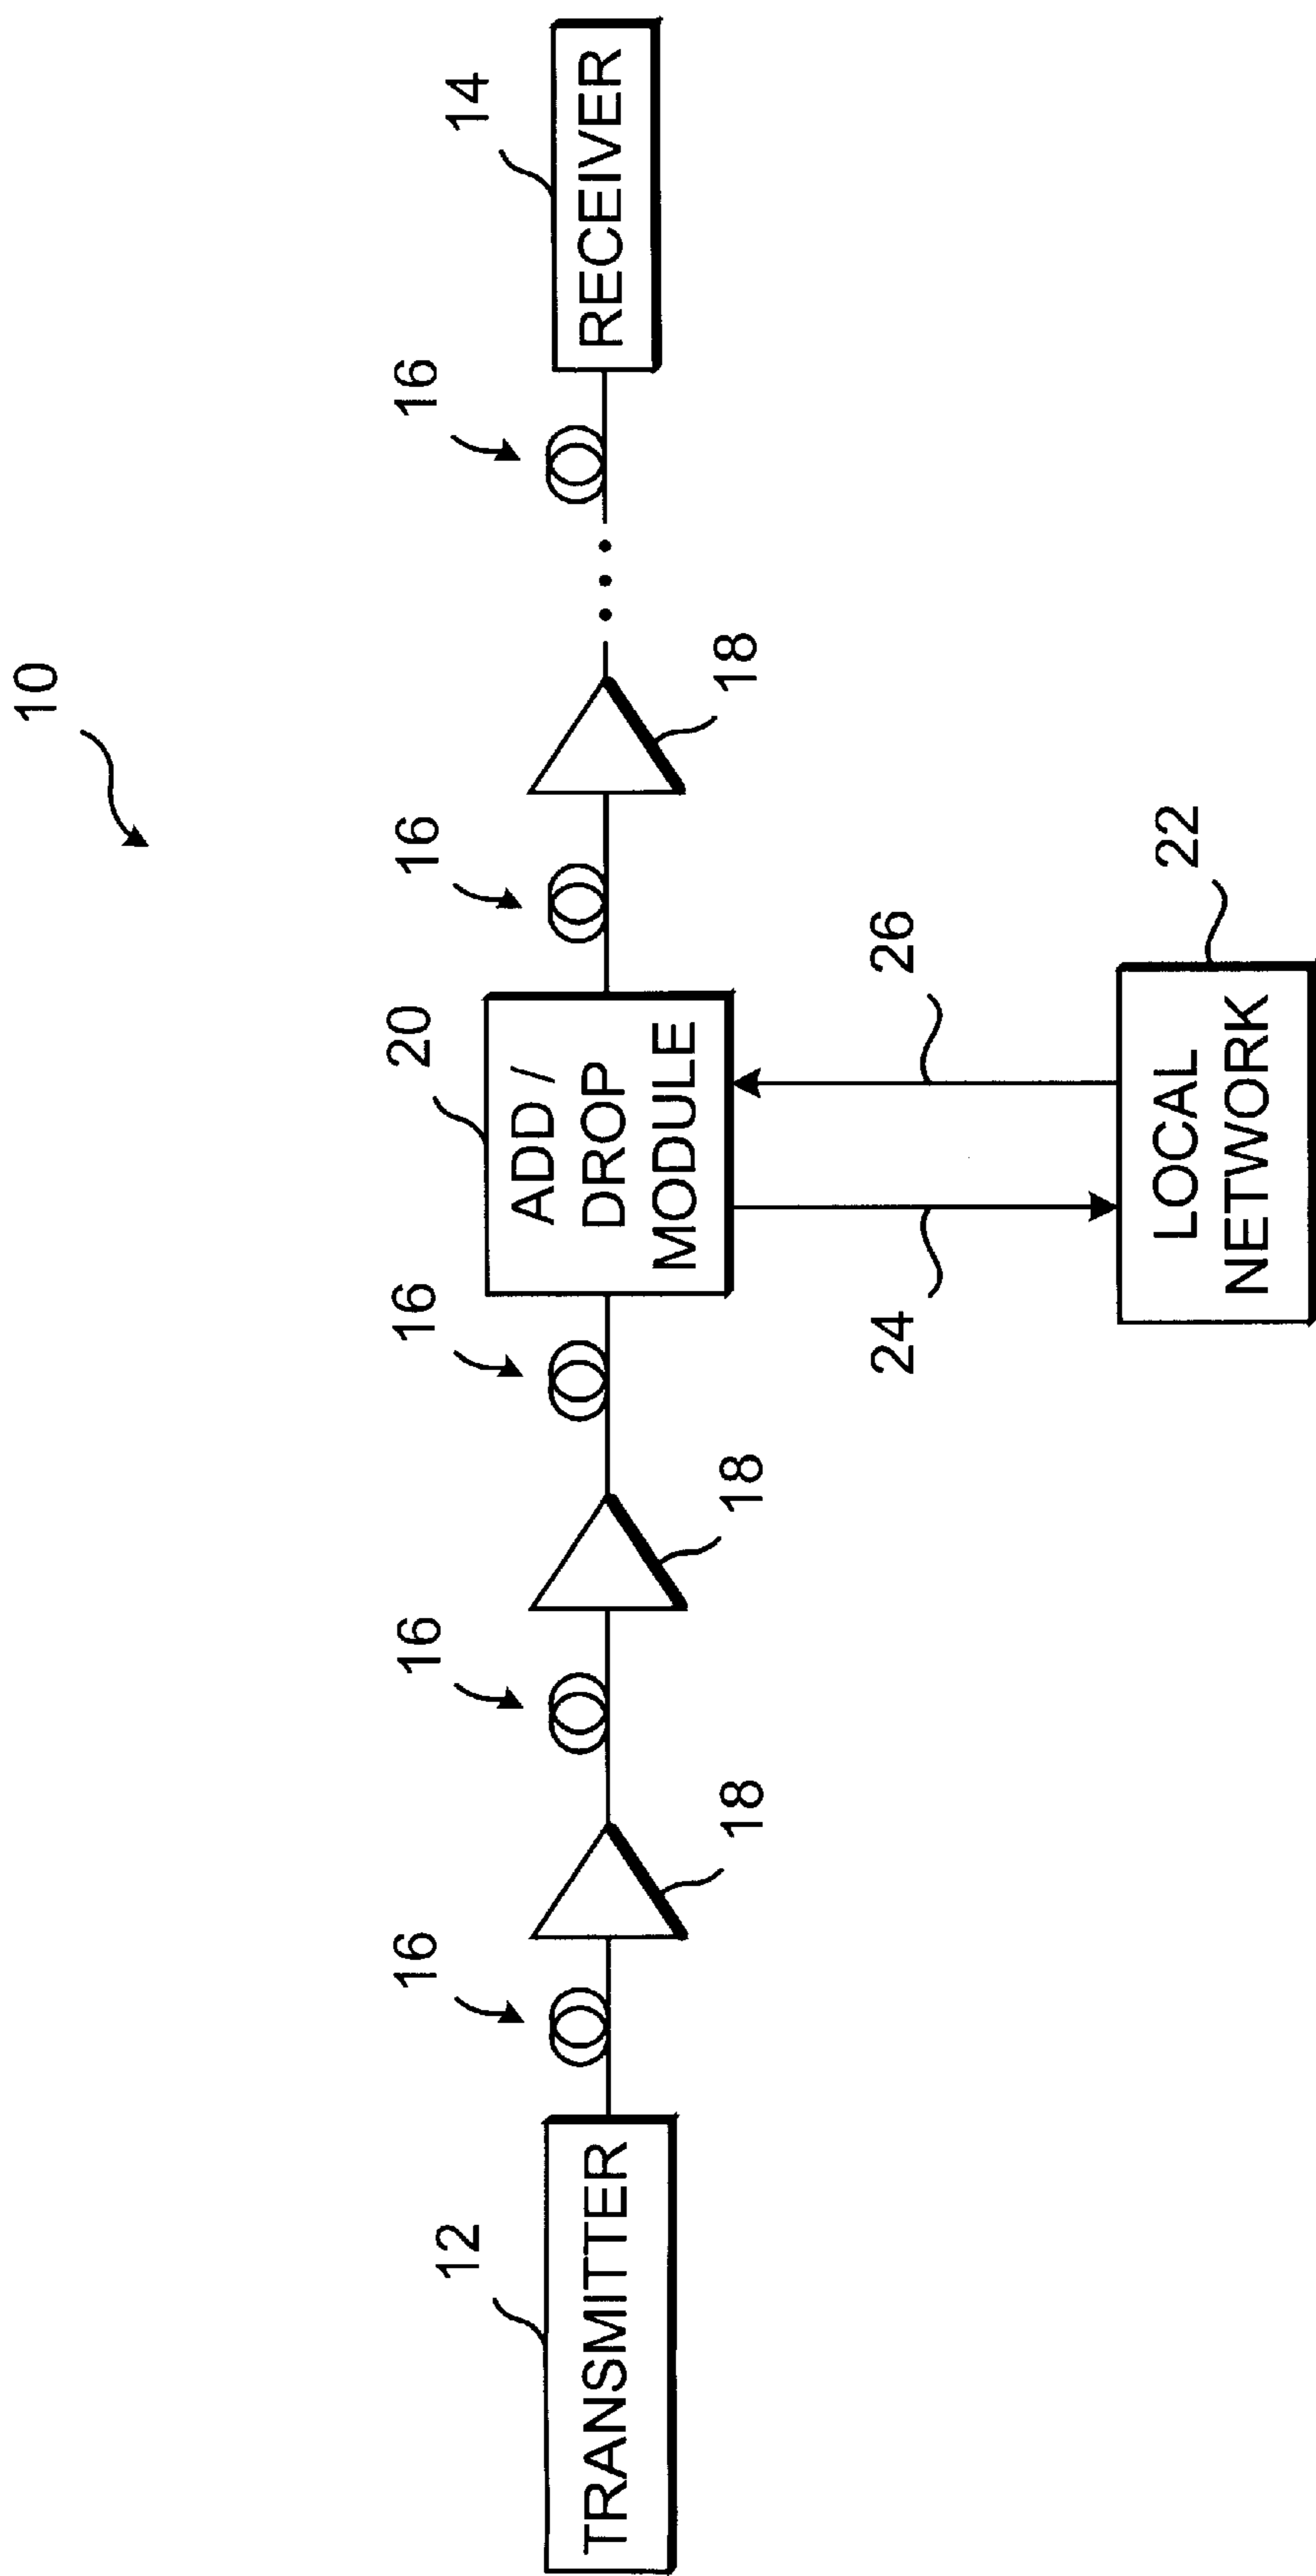 10
12
TRANSMITTER
16
18
16
18
16
20
ADD /
DROP
MODULE
16
18
16
14
RECEIVER
24
26
22
LOCAL
NETWORK